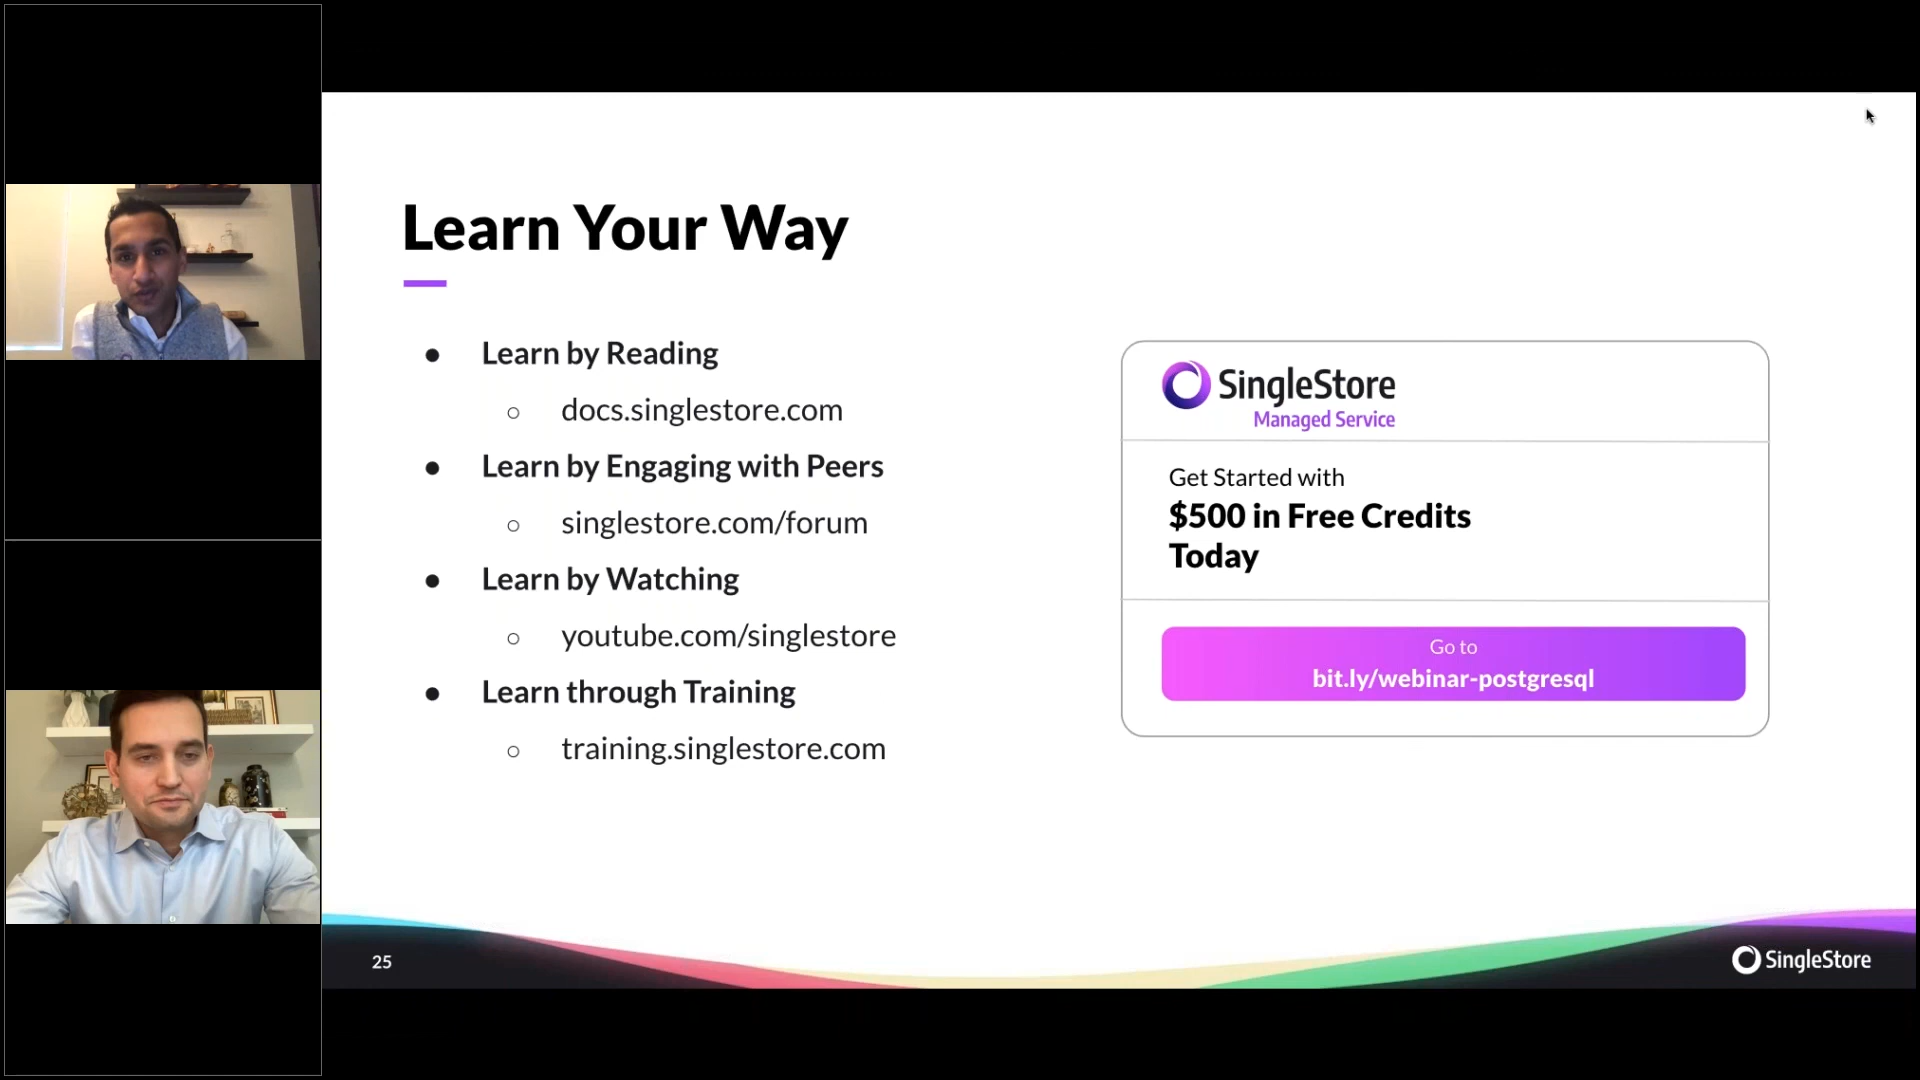 Learn Your Way
● Learn by Reading
○ docs.singlestore.com
● Learn by Engaging with Peers
○ singlestore.com/forum
● Learn by Watching
○ youtube.com/singlestore
● Learn through Training
○ training.singlestore.com
SingleStore
Managed Service
Get Started with
$500 in Free Credits
Today
Go to
bit.ly/webinar-postgresql
25
SingleStore